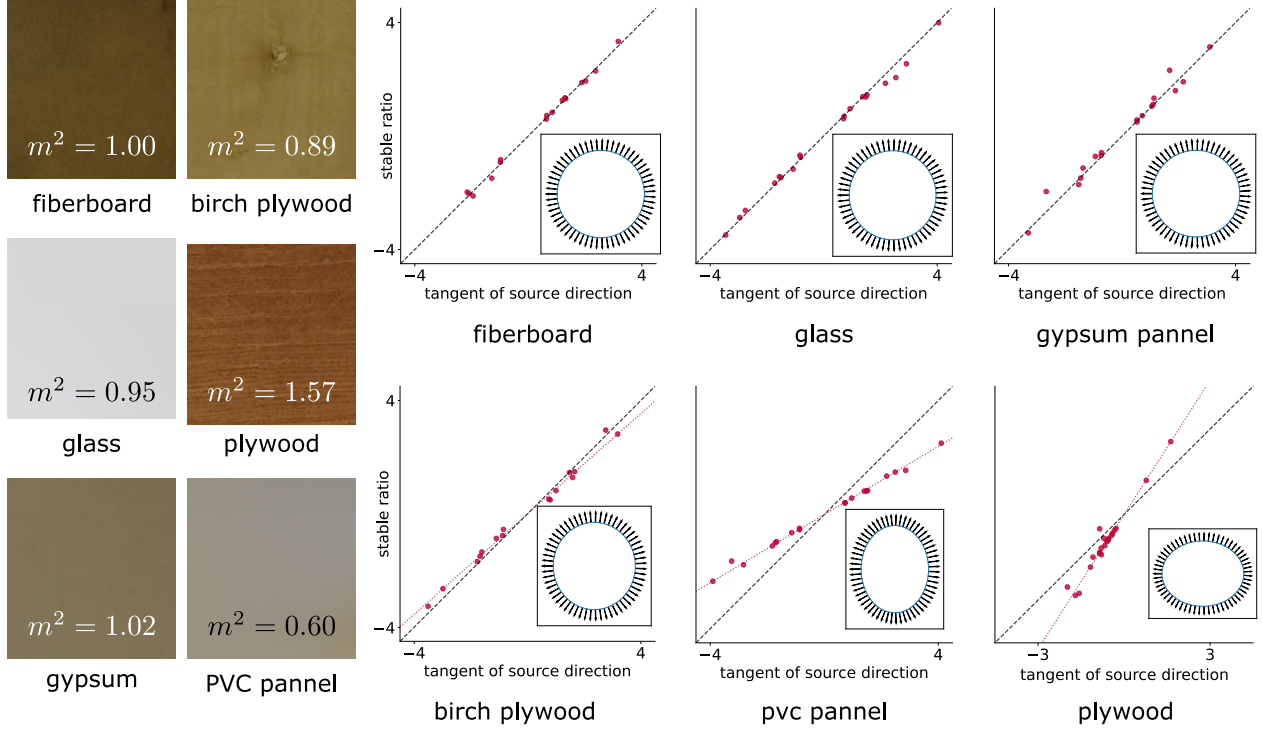 m² = 1.00
fiberboard
m² = 0.89
birch plywood
m² = 0.95
glass
m² = 1.57
plywood
m² = 1.02
gypsum
m² = 0.60
PVC pannel
4
stable ratio
−4
−4
4
tangent of source direction
fiberboard
−4
4
tangent of source direction
glass
−4
4
tangent of source direction
gypsum pannel
4
stable ratio
−4
−4
4
tangent of source direction
birch plywood
−4
4
tangent of source direction
pvc pannel
−3
3
tangent of source direction
plywood